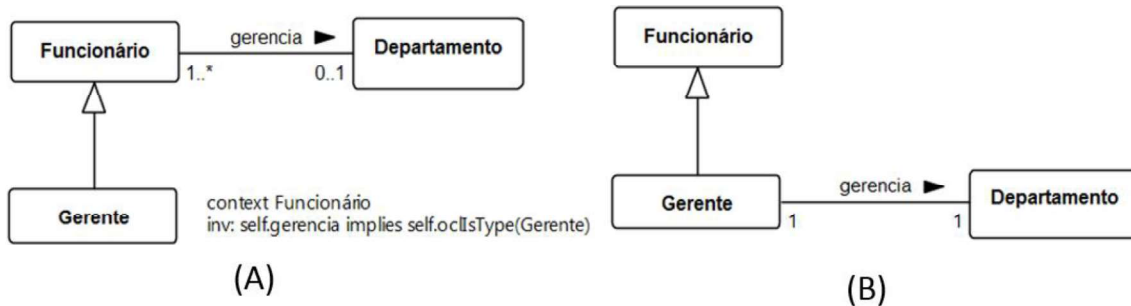 Funcionário
gerencia ►
Departamento
1..*
0..1
Gerente
context Funcionário
inv: self.gerencia implies self.oclIsType(Gerente)
(A)
Funcionário
gerencia ►
Gerente
Departamento
1
1
(B)